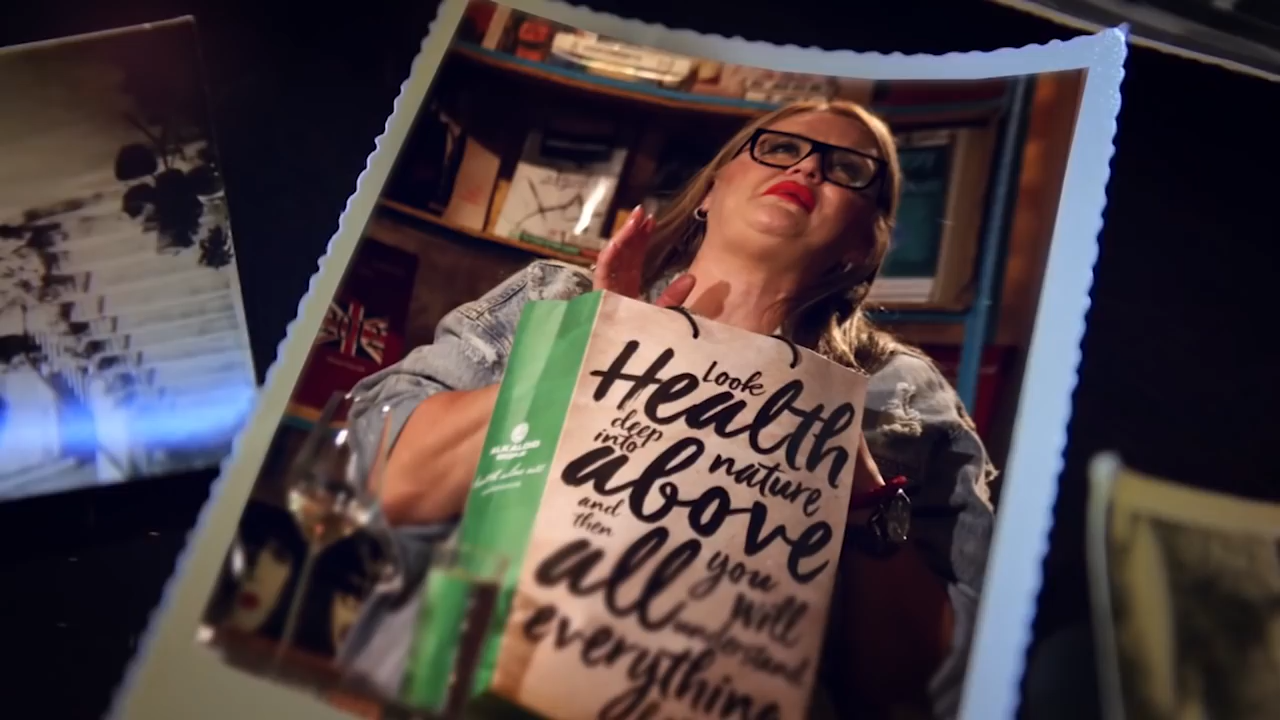 Look
Health
deep
into
nature
above
and
then
you
all
will
understand
everything
ALKALOID